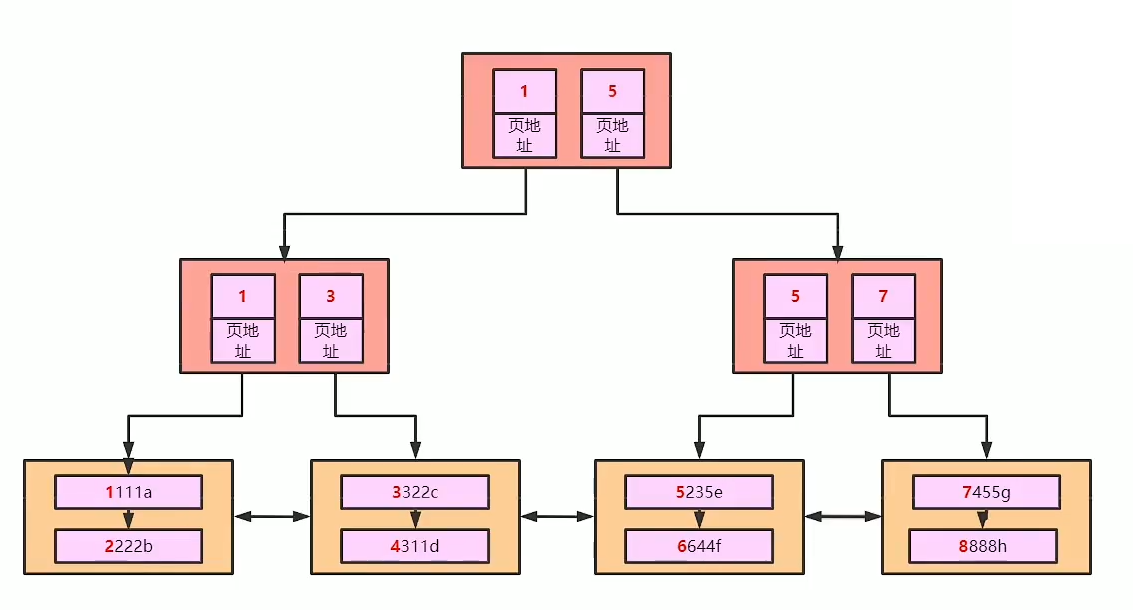 1 5
页地 页地
址 址
1 3 5 7
页地 页地 页地 页地
址 址 址 址
1111a 3322c 5235e 7455g
2222b 4311d 6644f 8888h